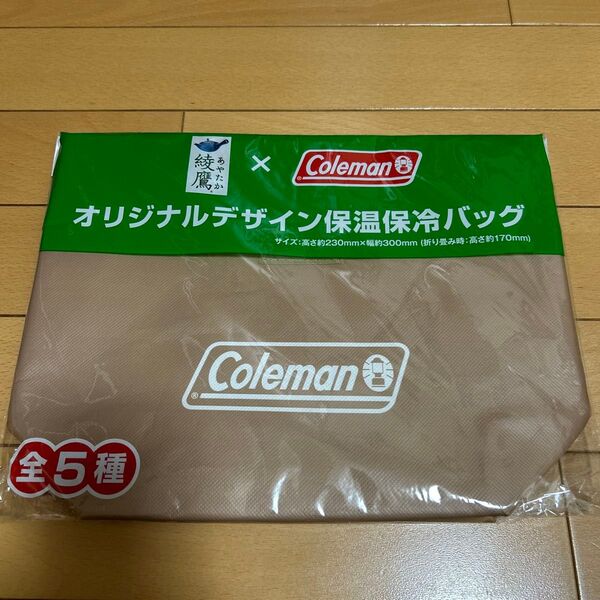 あやたか
綾鷹 × Coleman
オリジナルデザイン保温保冷バッグ
サイズ:高さ約230mm×幅約300mm (折り畳み時:高さ約170mm)
Coleman
全5種